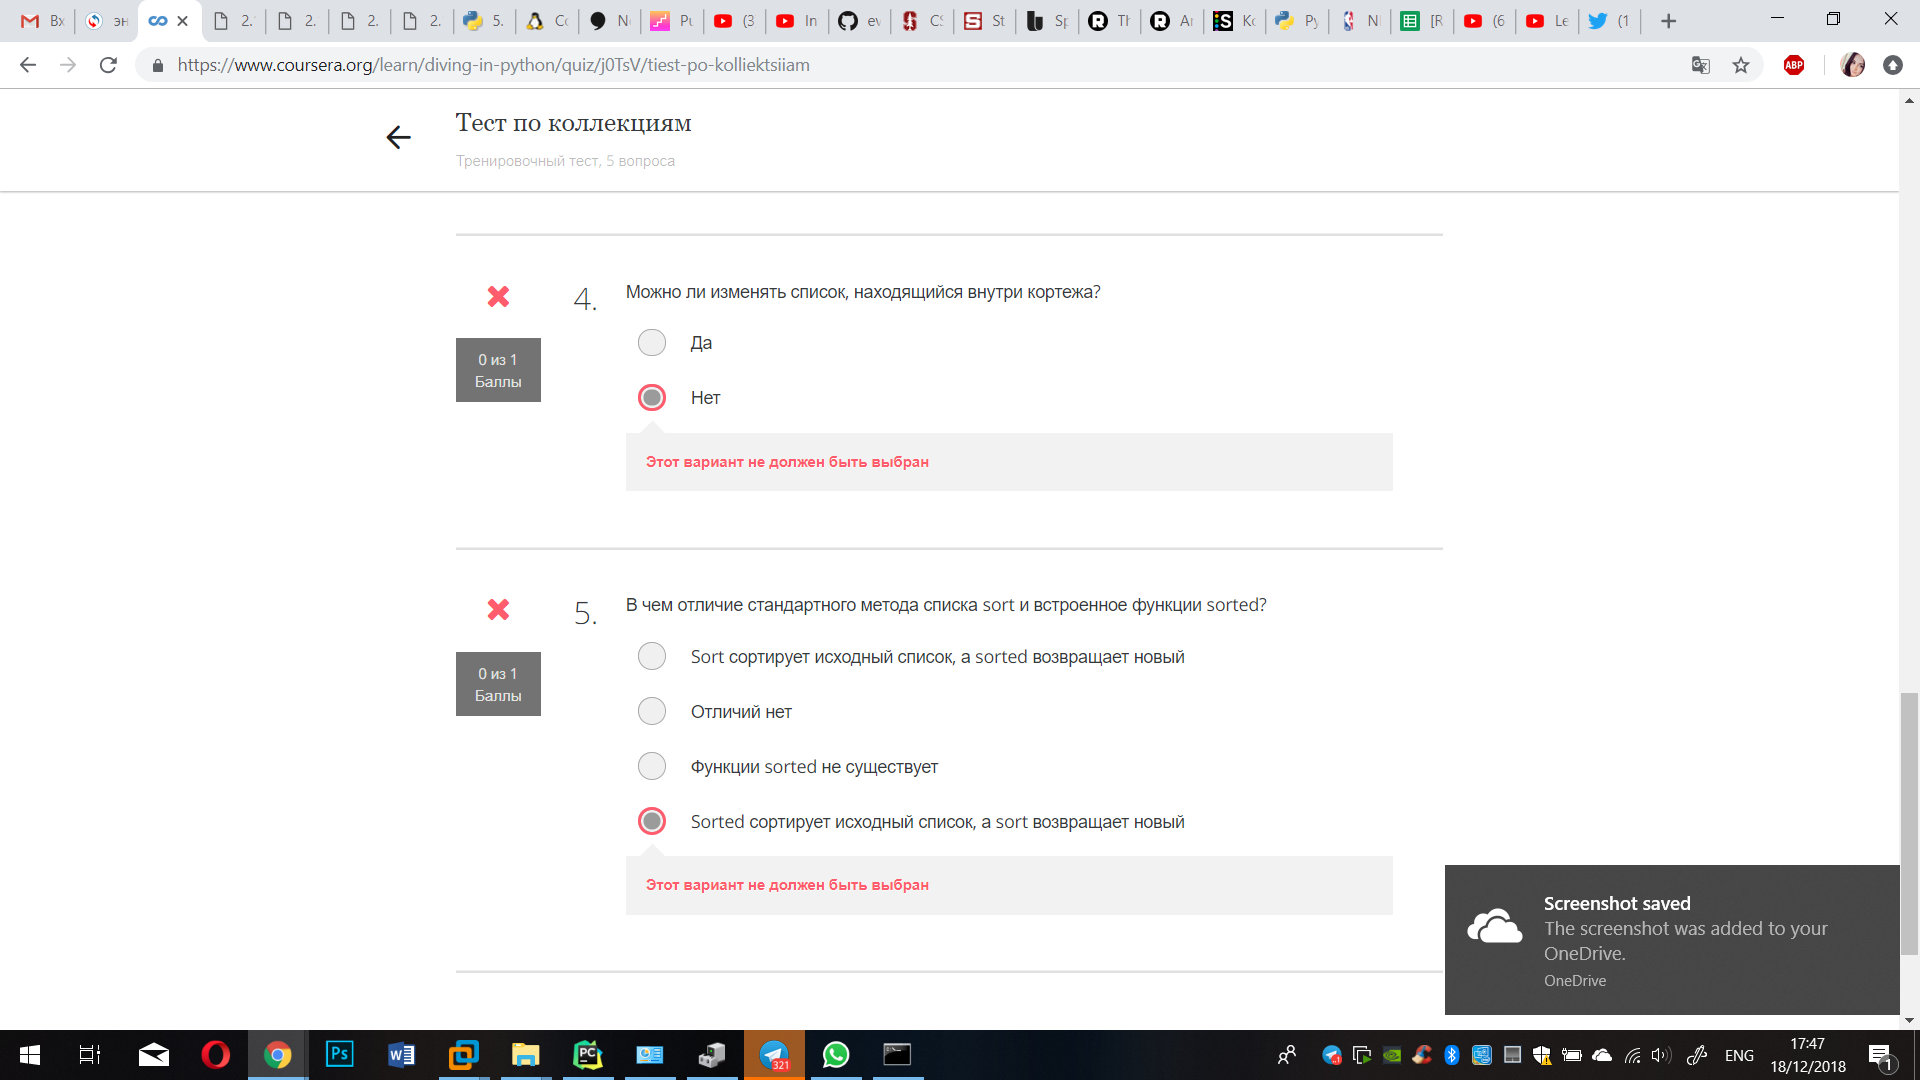 Вх
эн
2.
2.
2.
2.
5.
Co
No
Pu
(3
In
ev
CS
St
Sp
Th
Ar
Ко
Py
NI
[R
(6
Le
(1
https://www.coursera.org/learn/diving-in-python/quiz/j0TsV/tiest-po-kolliektsiiam
ABP
Тест по коллекциям
Тренировочный тест, 5 вопроса
4.
Можно ли изменять список, находящийся внутри кортежа?
0 из 1
Баллы
Да
Нет
Этот вариант не должен быть выбран
5.
В чем отличие стандартного метода списка sort и встроенное функции sorted?
0 из 1
Баллы
Sort сортирует исходный список, а sorted возвращает новый
Отличий нет
Функции sorted не существует
Sorted сортирует исходный список, а sort возвращает новый
Этот вариант не должен быть выбран
Screenshot saved
The screenshot was added to your
OneDrive.
OneDrive
Ps
PC
321
ENG
17:47
18/12/2018
1